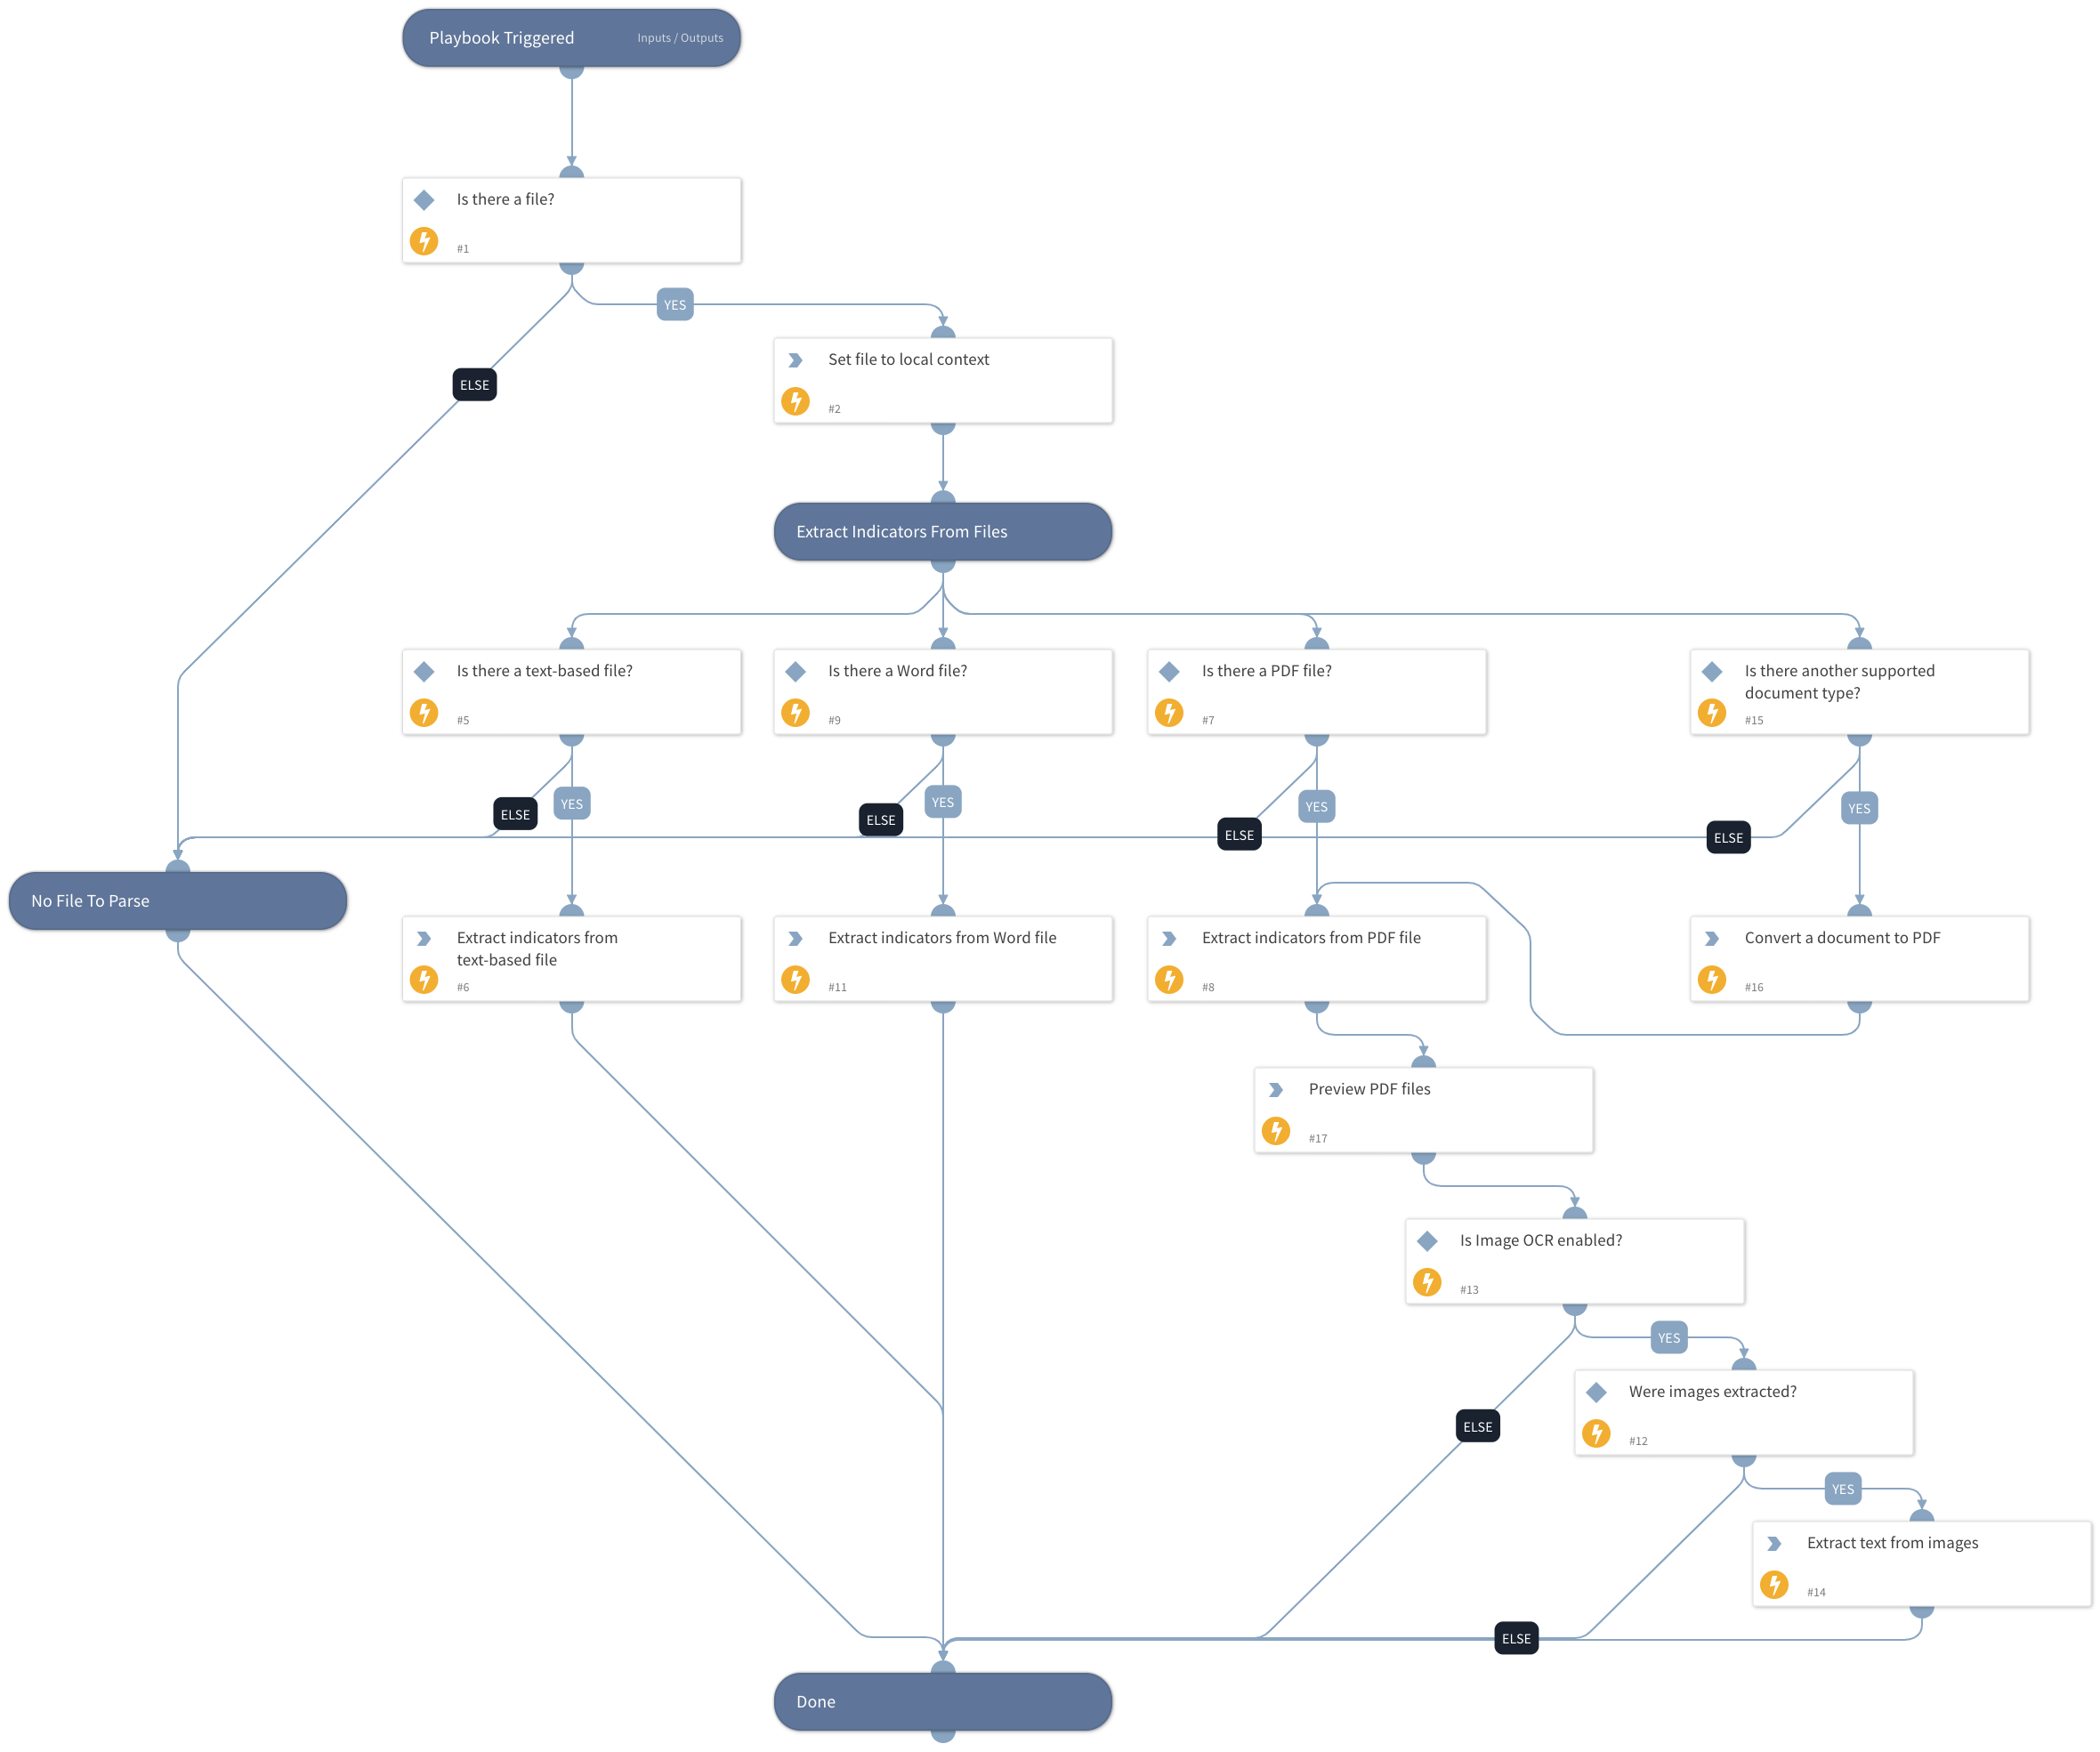 Playbook Triggered
Inputs / Outputs
Is there a file?
#1
YES
ELSE
Set file to local context
#2
Extract Indicators From Files
Is there a text-based file?
#5
Is there a Word file?
#9
Is there a PDF file?
#7
Is there another supported
document type?
#15
ELSE
YES
ELSE
YES
ELSE
YES
ELSE
YES
No File To Parse
Extract indicators from
text-based file
#6
Extract indicators from Word file
#11
Extract indicators from PDF file
#8
Convert a document to PDF
#16
Preview PDF files
#17
Is Image OCR enabled?
#13
YES
ELSE
Were images extracted?
#12
YES
Extract text from images
#14
ELSE
Done